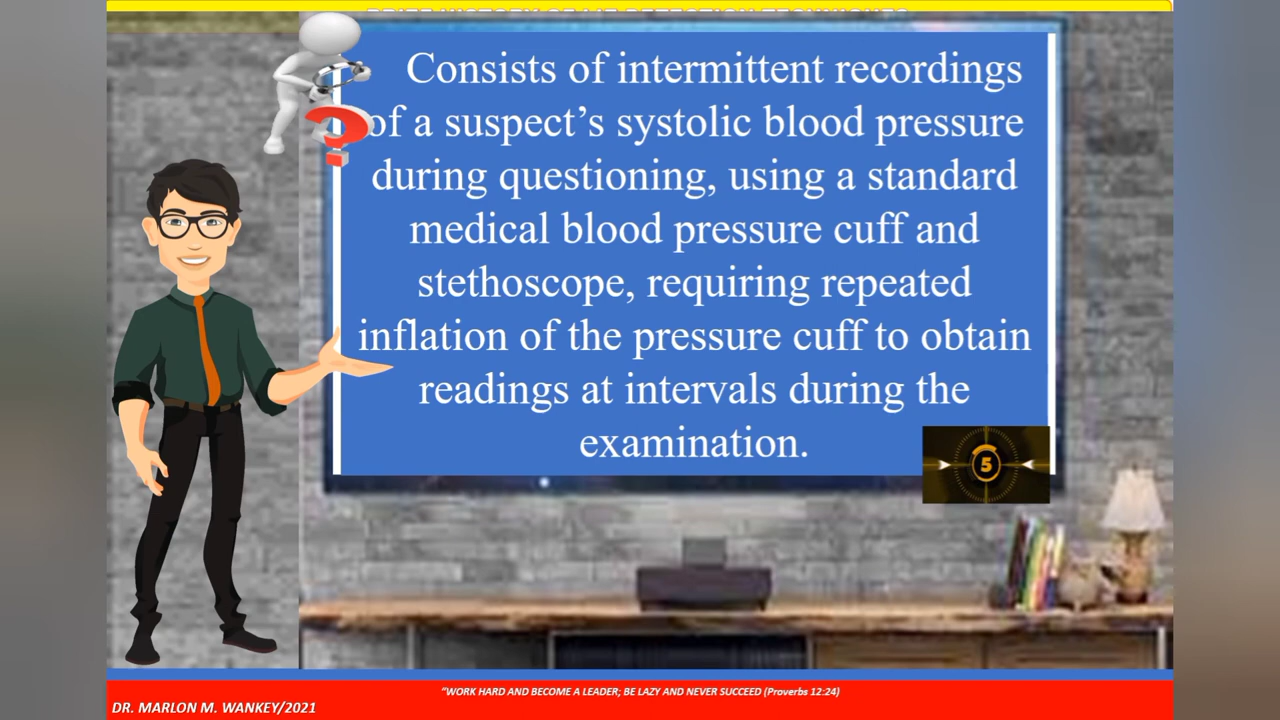 Consists of intermittent recordings
of a suspect’s systolic blood pressure
during questioning, using a standard
medical blood pressure cuff and
stethoscope, requiring repeated
inflation of the pressure cuff to obtain
readings at intervals during the
examination.
5
“WORK HARD AND BECOME A LEADER; BE LAZY AND NEVER SUCCEED (Proverbs 12:24)
DR. MARLON M. WANKEY/2021